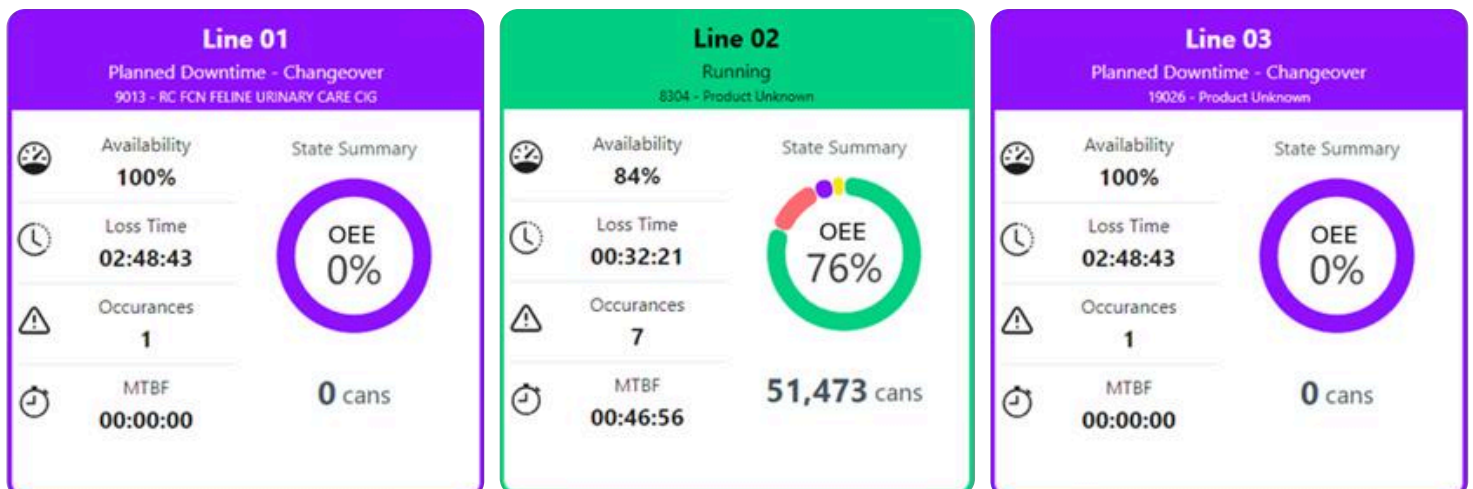 Line 01
Planned Downtime - Changeover
9013 - RC FCN FELINE URINARY CARE CIG
Availability
100%
State Summary
Loss Time
02:48:43
OEE
0%
Occurances
1
MTBF
00:00:00
0 cans
Line 02
Running
8304 - Product Unknown
Availability
84%
State Summary
Loss Time
00:32:21
OEE
76%
Occurances
7
MTBF
00:46:56
51,473 cans
Line 03
Planned Downtime - Changeover
19026 - Product Unknown
Availability
100%
State Summary
Loss Time
02:48:43
OEE
0%
Occurances
1
MTBF
00:00:00
0 cans